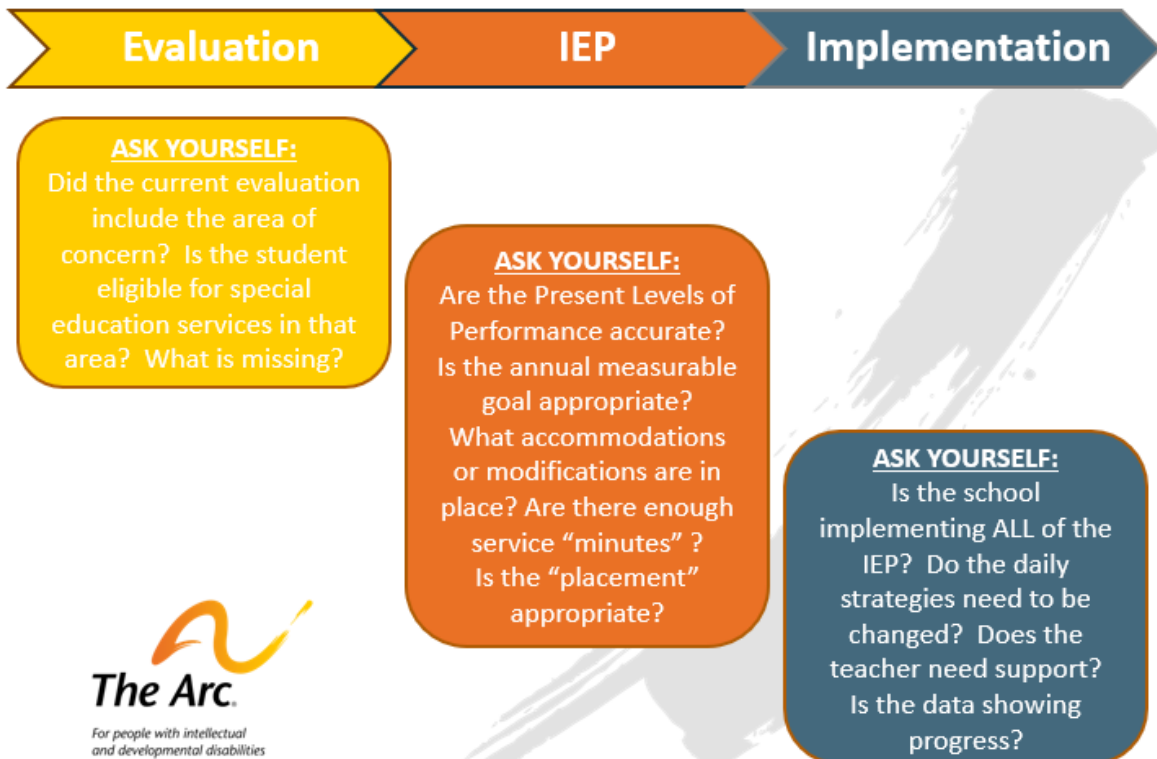 Evaluation
IEP
Implementation
ASK YOURSELF:
Did the current evaluation
include the area of
concern? Is the student
eligible for special
education services in that
area? What is missing?
ASK YOURSELF:
Are the Present Levels of
Performance accurate?
Is the annual measurable
goal appropriate?
What accommodations
or modifications are in
place? Are there enough
service “minutes” ?
Is the “placement”
appropriate?
ASK YOURSELF:
Is the school
implementing ALL of the
IEP? Do the daily
strategies need to be
changed? Does the
teacher need support?
Is the data showing
progress?
The Arc.
For people with intellectual
and developmental disabilities